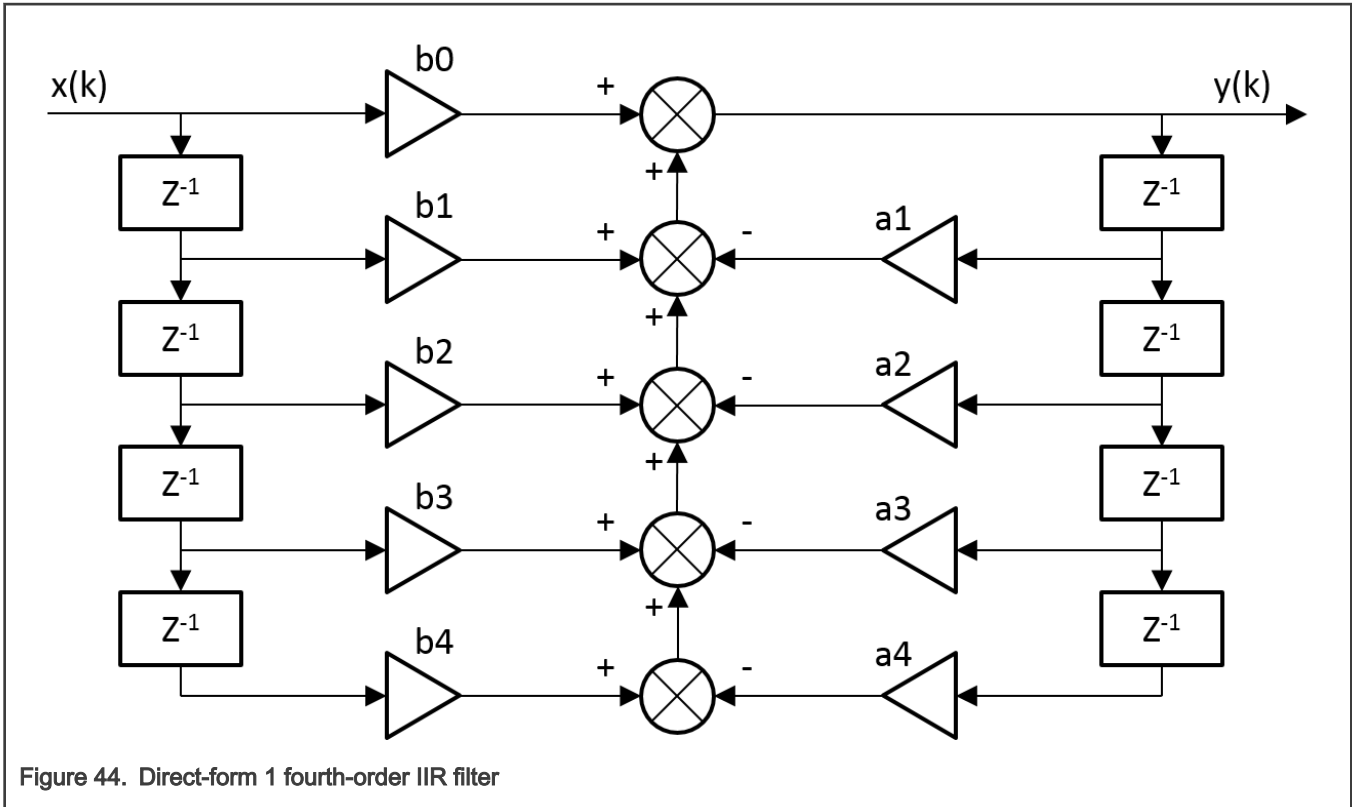 b0
x(k)
+
y(k)
Z-1
+
Z-1
b1
+
-
a1
Z-1
+
Z-1
b2
+
-
a2
Z-1
+
Z-1
b3
+
-
a3
Z-1
+
Z-1
b4
+
-
a4
Figure 44. Direct-form 1 fourth-order IIR filter